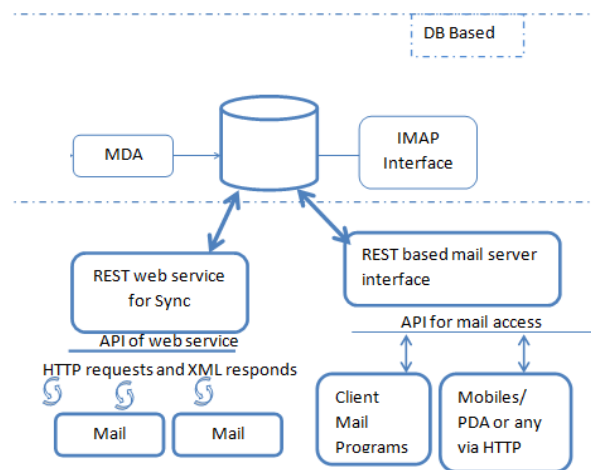 DB Based
MDA
IMAP
Interface
REST web service
for Sync
REST based mail server
interface
API of web service
API for mail access
HTTP requests and XML responds
Mail
Mail
Client
Mail
Programs
Mobiles/
PDA or any
via HTTP